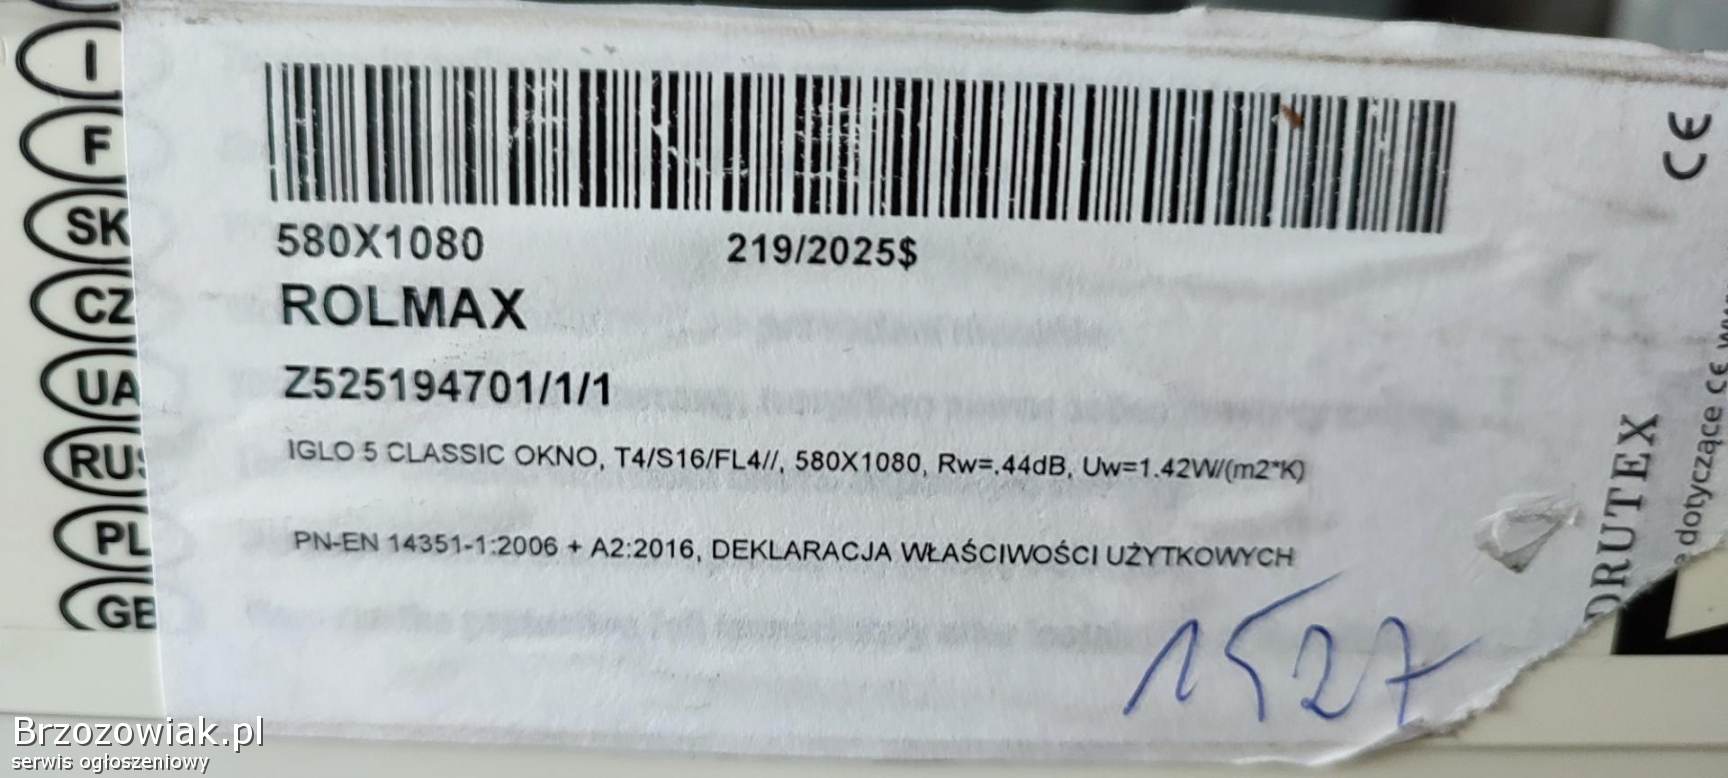 I
F
SK
CZ
UA
RUS
PL
GB
580X1080 219/2025$
ROLMAX
Z525194701/1/1
IGLO 5 CLASSIC OKNO, T4/S16/FL4//, 580X1080, Rw=.44dB, Uw=1.42W/(m2*K)
PN-EN 14351-1:2006 + A2:2016, DEKLARACJA WŁAŚCIWOŚCI UŻYTKOWYCH
1527
DRUTEX
CE
dotyczące CE
Brzozowiak.pl
serwis ogłoszeniowy